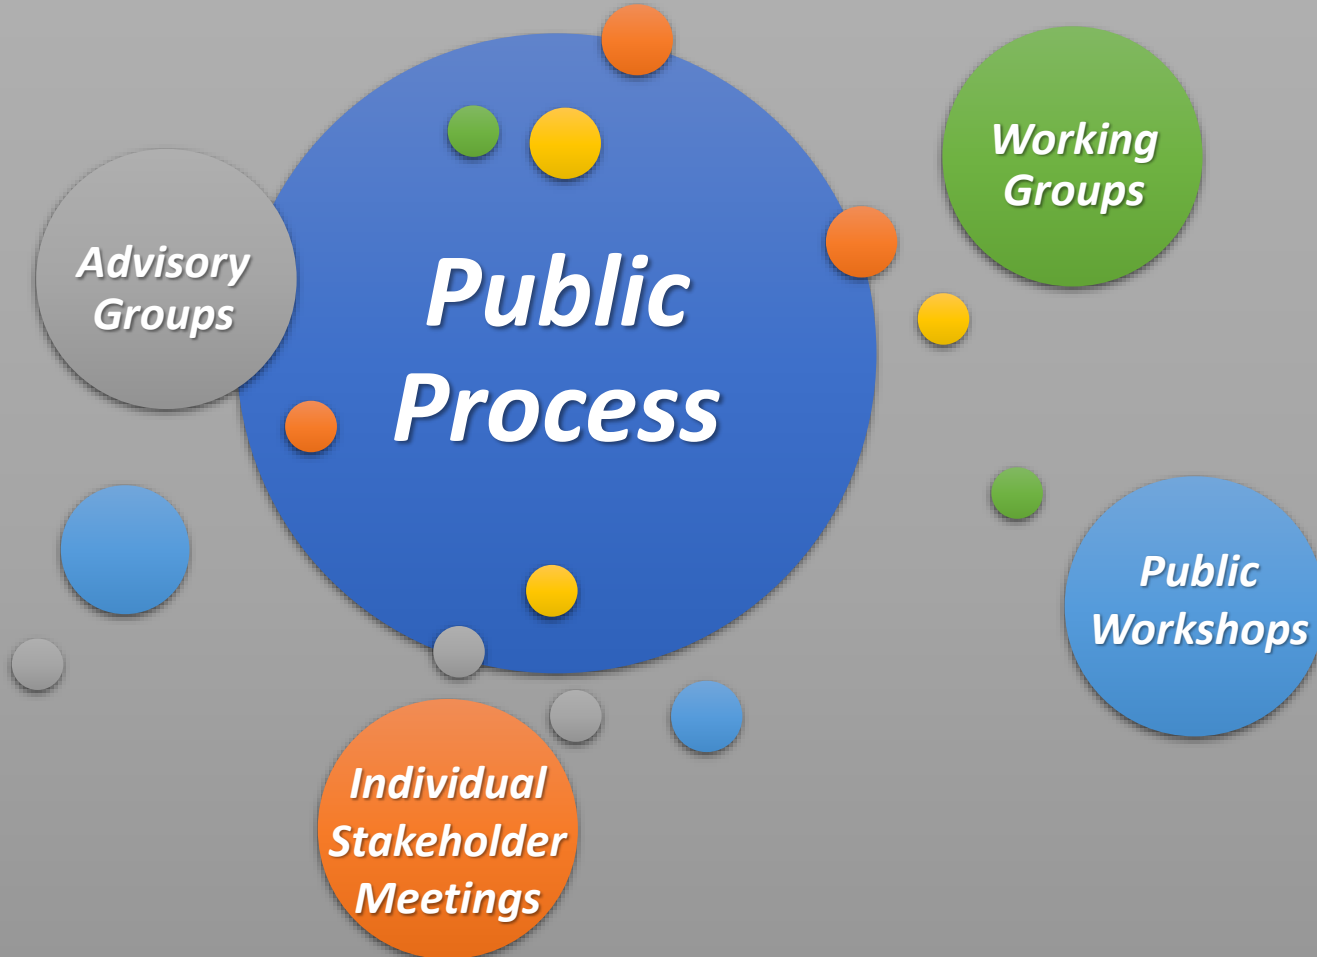 Public
Process
Advisory
Groups
Working
Groups
Public
Workshops
Individual
Stakeholder
Meetings